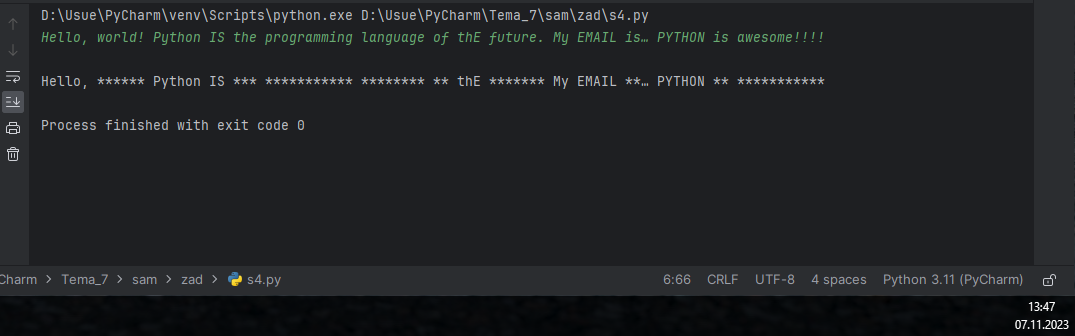 D:\Usue\PyCharm\venv\Scripts\python.exe D:\Usue\PyCharm\Tema_7\sam\zad\s4.py
Hello, world! Python IS the programming language of thE future. My EMAIL is… PYTHON is awesome!!!!
Hello, ****** Python IS *** *********** ******** ** thE ******* My EMAIL **… PYTHON ** ***********
Process finished with exit code 0
Charm > Tema_7 > sam > zad > s4.py 6:66 CRLF UTF-8 4 spaces Python 3.11 (PyCharm)
13:47
07.11.2023